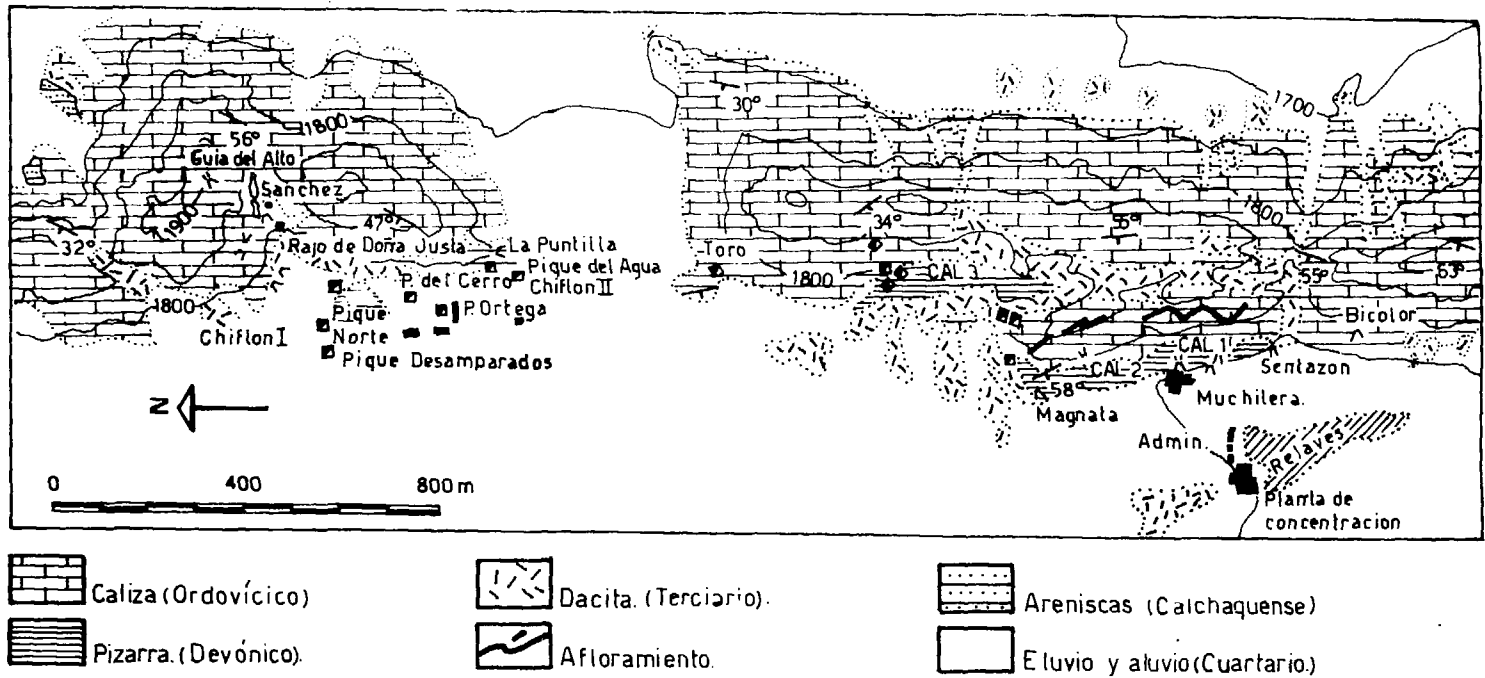 1700
30°
1800
56°
Guia del Alto
Sanchez
1900
47°
34°
1800
55°
32°
Rajo de Doña Justa
La Puntilla
Toro
53°
Pique del Agua
CAL 3
1800
P. del Cerro
Chiflon II
1800
Pique
P. Ortega
Bicolor
Chiflon I
Norte
CAL 1
Pique Desamparados
CAL-2
Sentazon
58°
Muchilera.
N
Magnata
Admin.
Relaves
0 400 800 m
Planta de
concentracion
Caliza (Ordovícico)
Dacita. (Terciario).
Areniscas (Calchaquense)
Pizarra. (Devónico).
Afloramiento.
Eluvio y aluvio (Cuartario.)